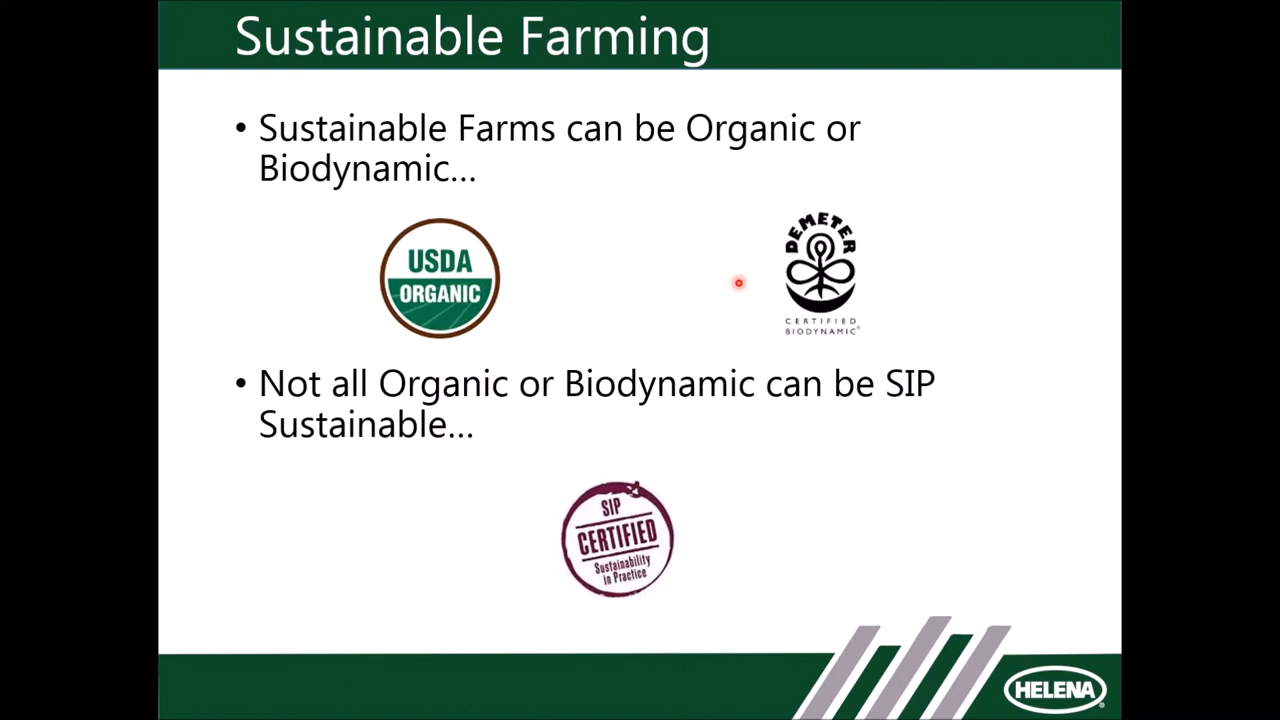 Sustainable Farming
• Sustainable Farms can be Organic or
Biodynamic...
USDA
ORGANIC
DEMETER
CERTIFIED
BIODYNAMIC®
• Not all Organic or Biodynamic can be SIP
Sustainable...
SIP
CERTIFIED
Sustainability
in Practice
HELENA®